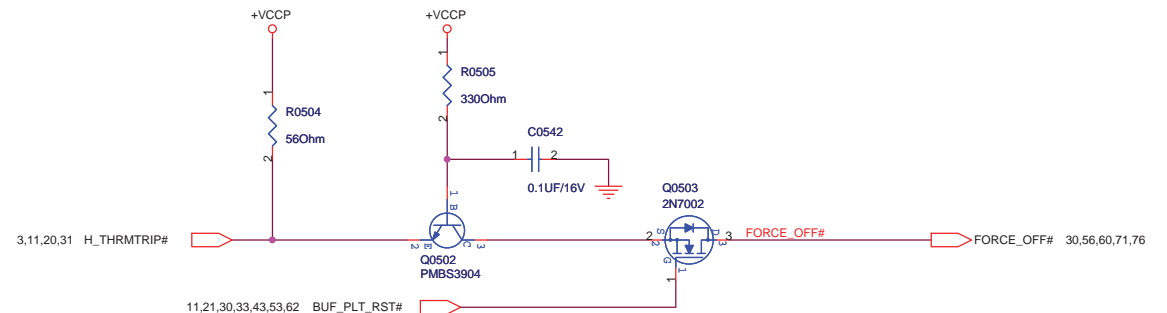 +VCCP
+VCCP
1
1
R0505
330Ohm
R0504
56Ohm
2
2
C0542
1
2
0.1UF/16V
Q0503
2N7002
1
B
3,11,20,31 H_THRMTRIP#
2
E
C
3
2
S
2
D
3
3
FORCE_OFF#
FORCE_OFF# 30,56,60,71,76
Q0502
PMBS3904
G
1
1
11,21,30,33,43,53,62 BUF_PLT_RST#